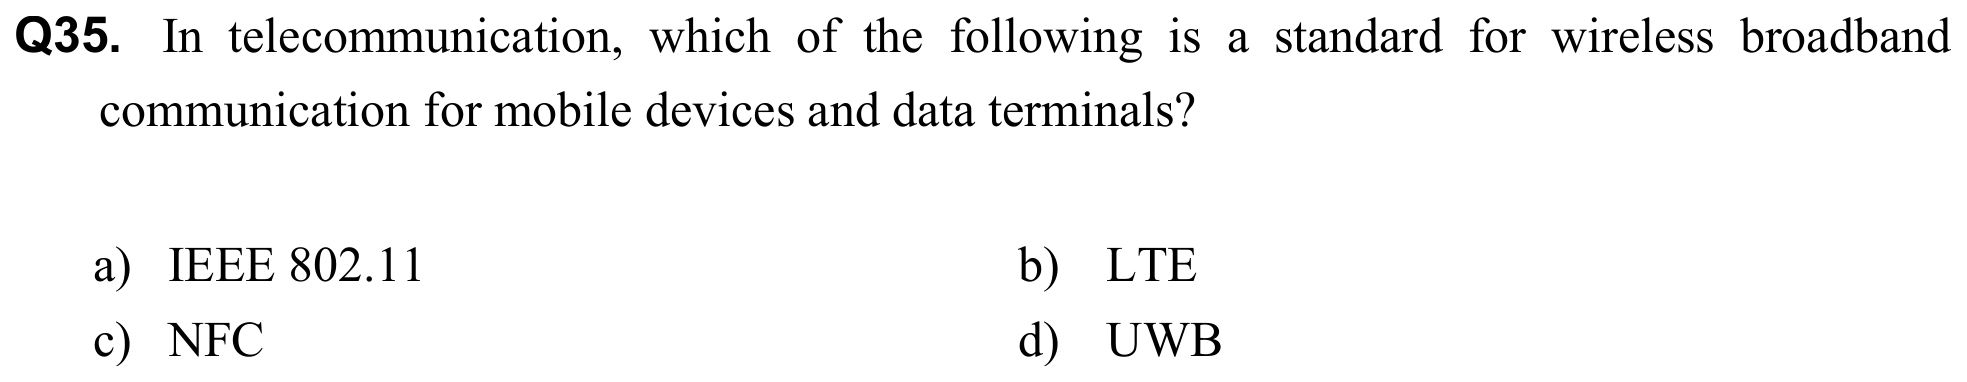 Q35. In telecommunication, which of the following is a standard for wireless broadband
communication for mobile devices and data terminals?
a) IEEE 802.11 b) LTE
c) NFC d) UWB